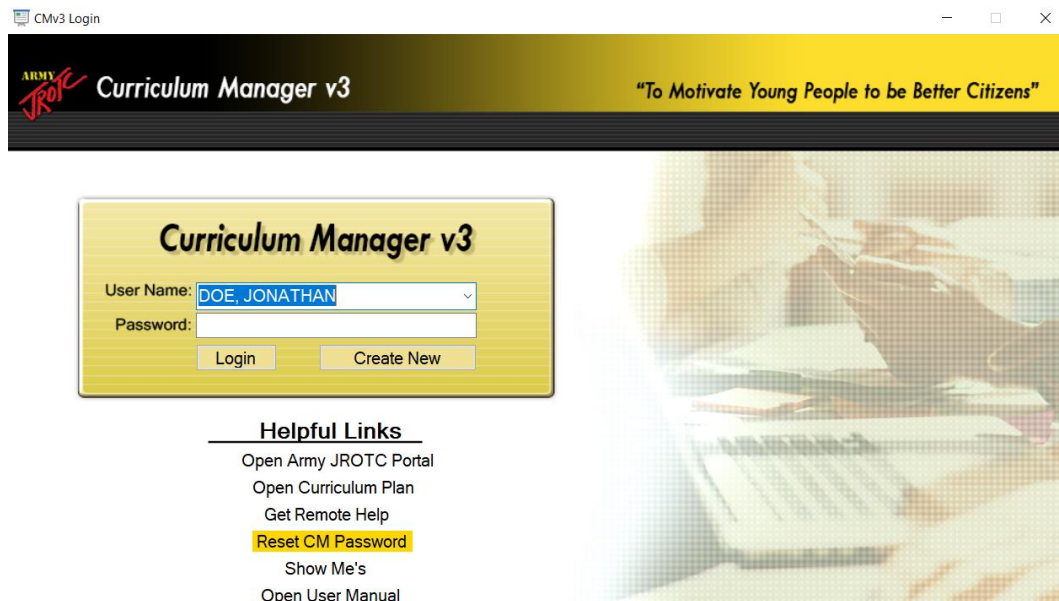 CMv3 Login
ARMY
JROTC
Curriculum Manager v3
"To Motivate Young People to be Better Citizens"
Curriculum Manager v3
User Name: DOE, JONATHAN
Password:
Login Create New
Helpful Links
Open Army JROTC Portal
Open Curriculum Plan
Get Remote Help
Reset CM Password
Show Me's
Open User Manual